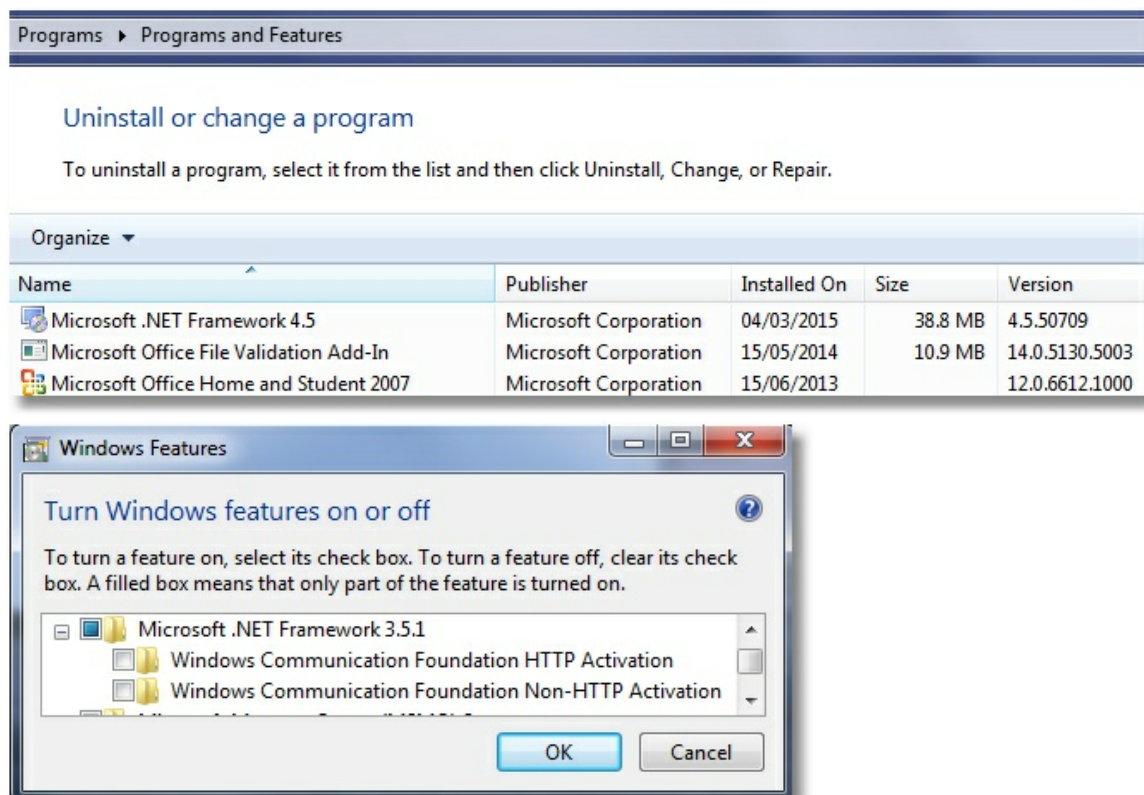 Programs ▸ Programs and Features
Uninstall or change a program
To uninstall a program, select it from the list and then click Uninstall, Change, or Repair.
Organize ▾
Name Publisher Installed On Size Version
Microsoft .NET Framework 4.5 Microsoft Corporation 04/03/2015 38.8 MB 4.5.50709
Microsoft Office File Validation Add-In Microsoft Corporation 15/05/2014 10.9 MB 14.0.5130.5003
Microsoft Office Home and Student 2007 Microsoft Corporation 15/06/2013 12.0.6612.1000
Windows Features
Turn Windows features on or off
To turn a feature on, select its check box. To turn a feature off, clear its check
box. A filled box means that only part of the feature is turned on.
Microsoft .NET Framework 3.5.1
Windows Communication Foundation HTTP Activation
Windows Communication Foundation Non-HTTP Activation
OK Cancel